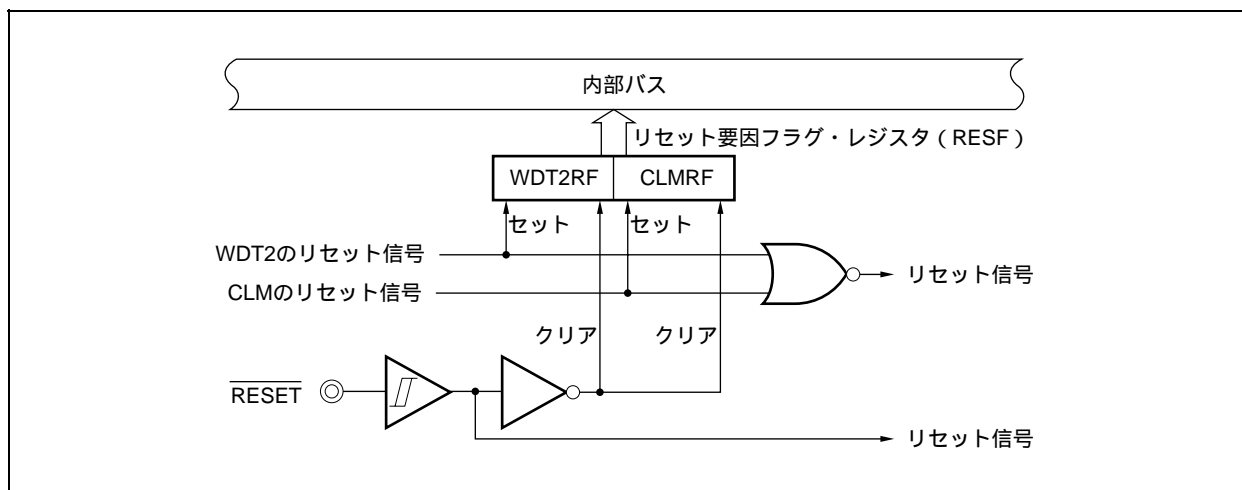 内部バス
リセット要因フラグ・レジスタ（RESF）
WDT2RF
CLMRF
セット
セット
WDT2のリセット信号
リセット信号
CLMのリセット信号
クリア
クリア
RESET
リセット信号